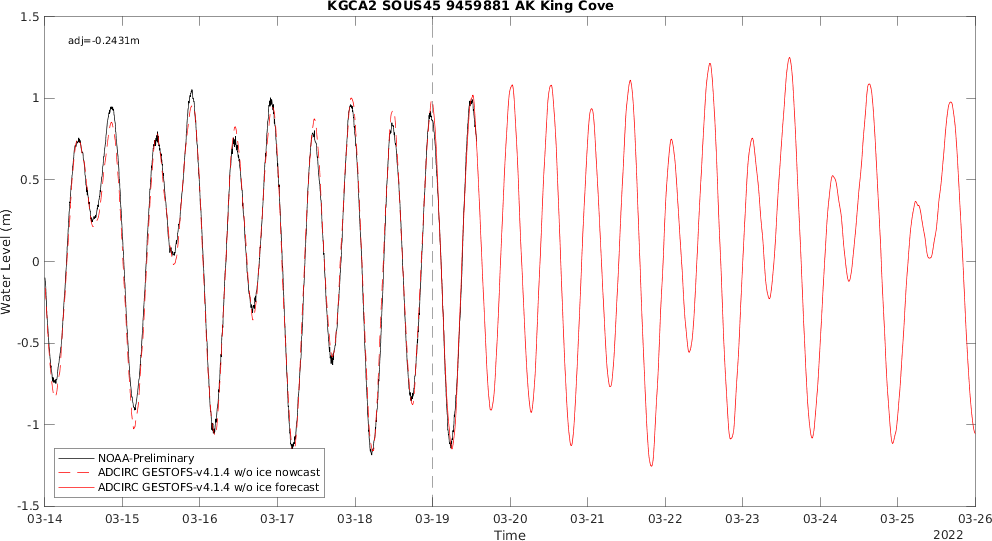 KGCA2 SOUS45 9459881 AK King Cove
adj=-0.2431m
1.5
1
0.5
0
-0.5
-1
-1.5
Water Level (m)
NOAA-Preliminary
ADCIRC GESTOFS-v4.1.4 w/o ice nowcast
ADCIRC GESTOFS-v4.1.4 w/o ice forecast
03-14 03-15 03-16 03-17 03-18 03-19 03-20 03-21 03-22 03-23 03-24 03-25 03-26
Time
2022